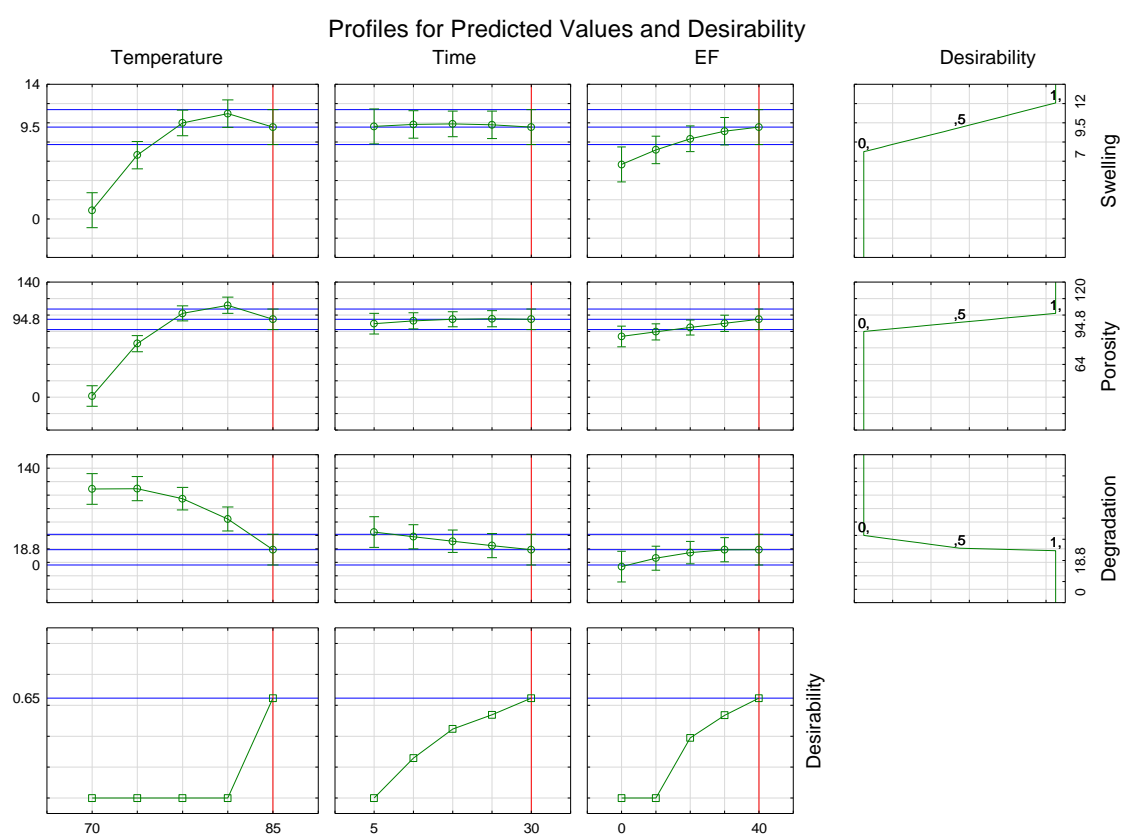 Profiles for Predicted Values and Desirability
Temperature Time EF Desirability
14
9.5
0
0, ,5 1,
12
9.5
7
Swelling
140
94.8
0
0, ,5 1,
120
94.8
64
Porosity
140
18.8
0
0, ,5 1,
18.8
0
Degradation
0.65
Desirability
70 85 5 30 0 40